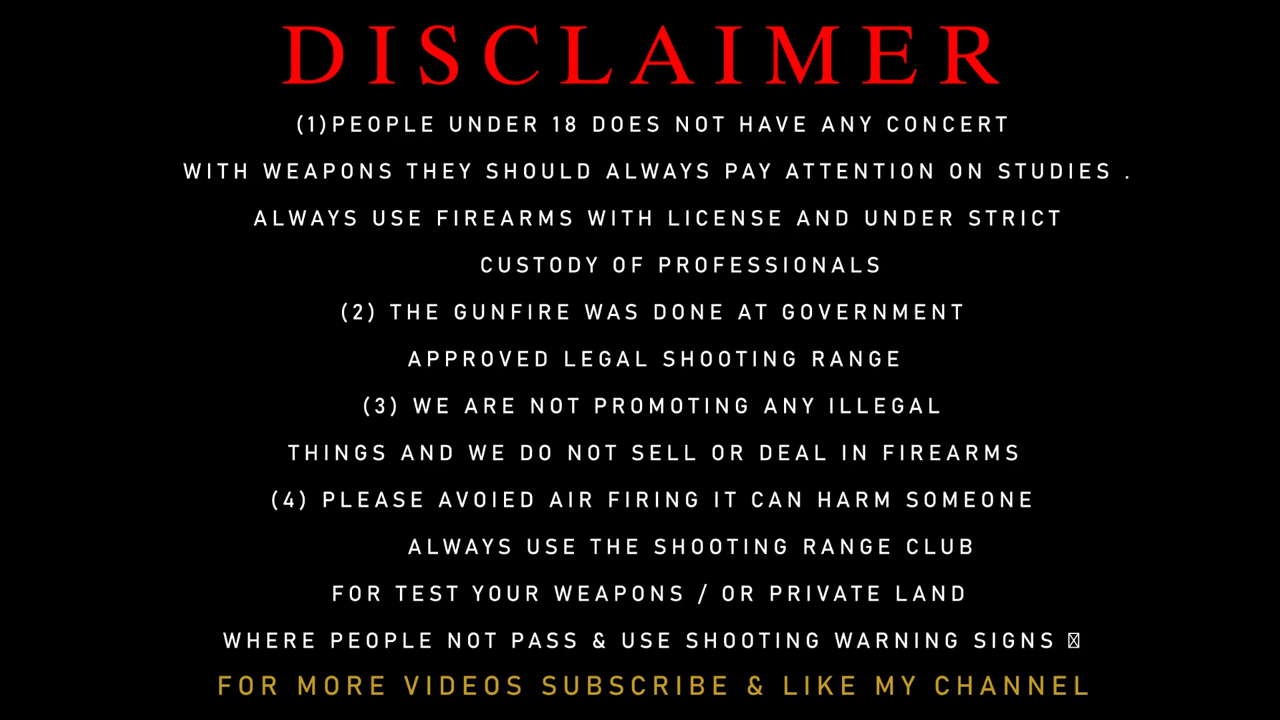 DISCLAIMER
(1)PEOPLE UNDER 18 DOES NOT HAVE ANY CONCERT
WITH WEAPONS THEY SHOULD ALWAYS PAY ATTENTION ON STUDIES .
ALWAYS USE FIREARMS WITH LICENSE AND UNDER STRICT
CUSTODY OF PROFESSIONALS
(2) THE GUNFIRE WAS DONE AT GOVERNMENT
APPROVED LEGAL SHOOTING RANGE
(3) WE ARE NOT PROMOTING ANY ILLEGAL
THINGS AND WE DO NOT SELL OR DEAL IN FIREARMS
(4) PLEASE AVOIED AIR FIRING IT CAN HARM SOMEONE
ALWAYS USE THE SHOOTING RANGE CLUB
FOR TEST YOUR WEAPONS / OR PRIVATE LAND
WHERE PEOPLE NOT PASS & USE SHOOTING WARNING SIGNS
FOR MORE VIDEOS SUBSCRIBE & LIKE MY CHANNEL